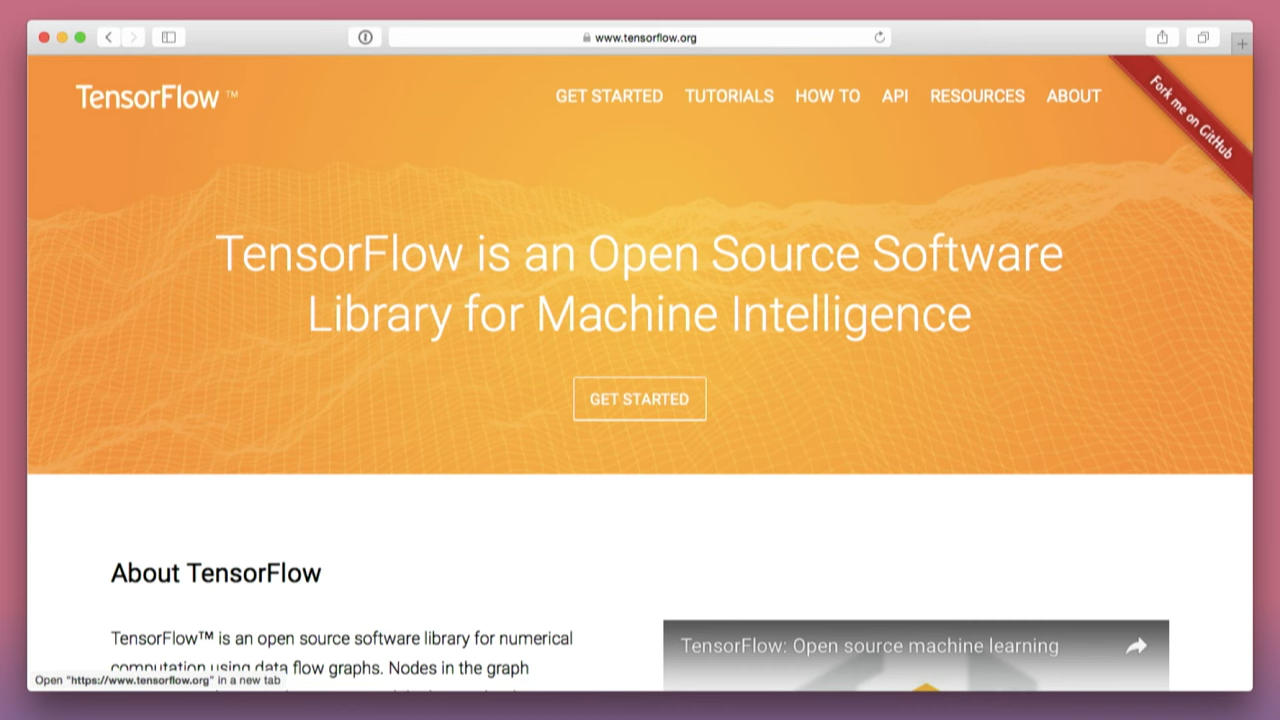 www.tensorflow.org
TensorFlow ™
GET STARTED TUTORIALS HOW TO API RESOURCES ABOUT
Fork me on GitHub
TensorFlow is an Open Source Software
Library for Machine Intelligence
GET STARTED
About TensorFlow
TensorFlow™ is an open source software library for numerical
computation using data flow graphs. Nodes in the graph
TensorFlow: Open source machine learning
Open "https://www.tensorflow.org" in a new tab